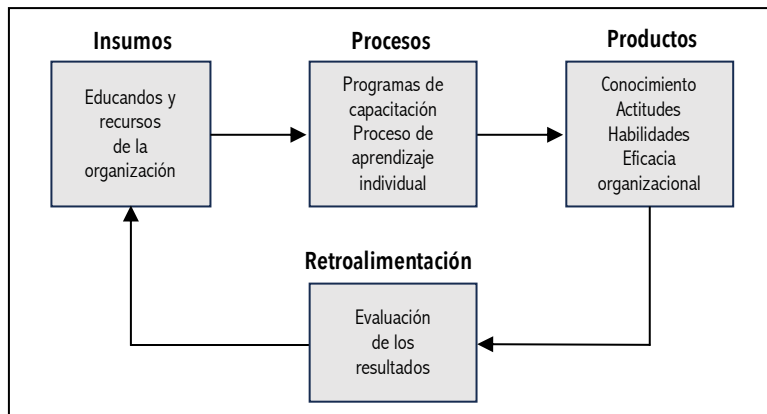 Insumos
Educandos y
recursos
de la
organización
Procesos
Programas de
capacitación
Proceso de
aprendizaje
individual
Productos
Conocimiento
Actitudes
Habilidades
Eficacia
organizacional
Retroalimentación
Evaluación
de los
resultados